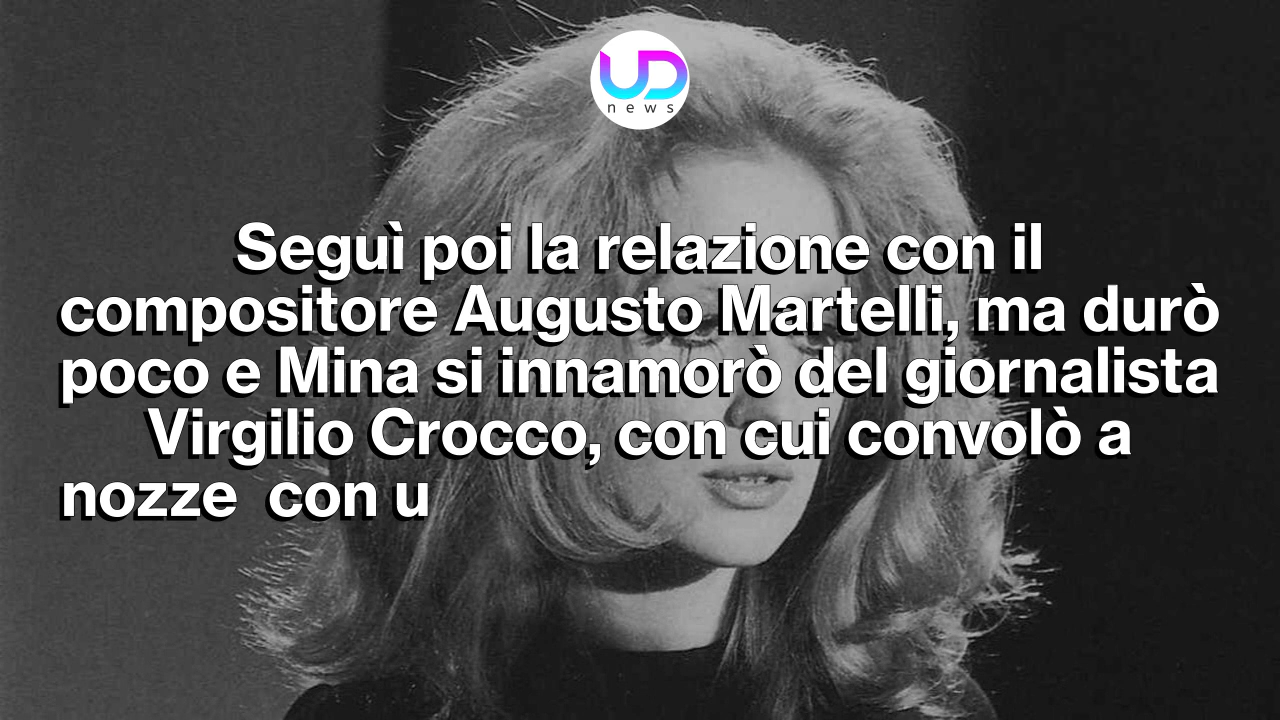 UD
news
Seguì poi la relazione con il
compositore Augusto Martelli, ma durò
poco e Mina si innamorò del giornalista
Virgilio Crocco, con cui convolò a
nozze  con u